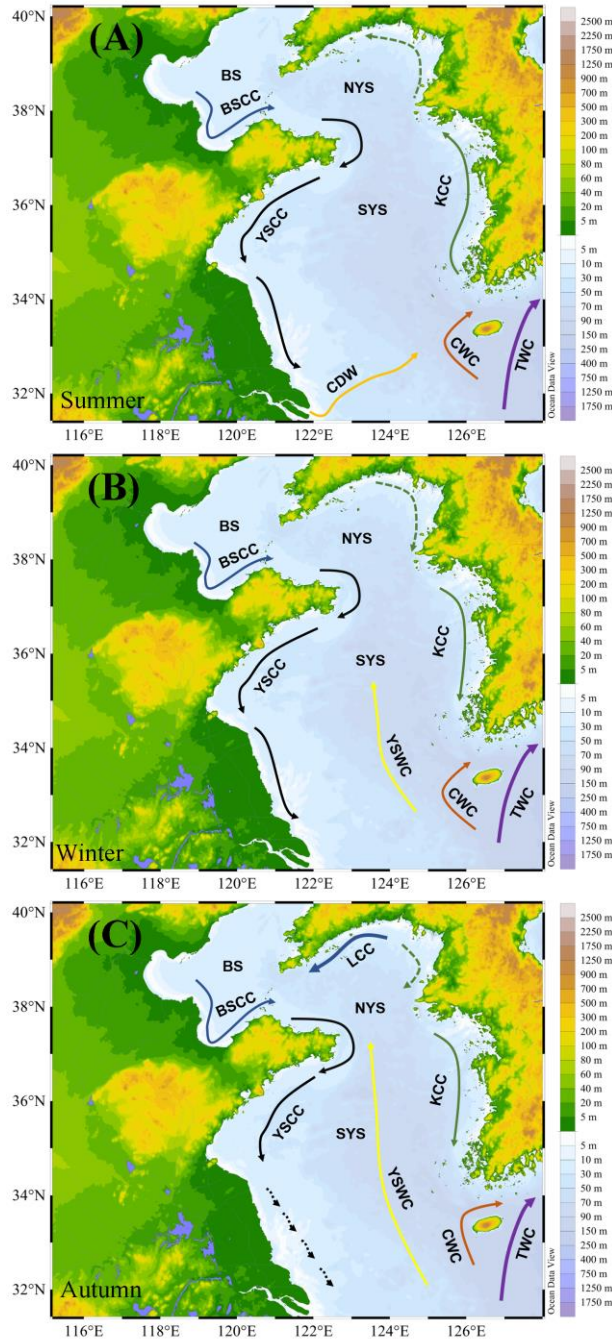 (A)
40°N
38°N
36°N
34°N
32°N
BS
BSCC
NYS
SYS
YSCC
KCC
CDW
CWC
TWC
Summer
116°E 118°E 120°E 122°E 124°E 126°E
2500 m
2250 m
1250 m
900 m
700 m
300 m
200 m
100 m
80 m
60 m
40 m
20 m
5 m
5 m
10 m
30 m
50 m
70 m
90 m
150 m
250 m
290 m
400 m
750 m
1250 m
1750 m
Ocean Data View
(B)
40°N
38°N
36°N
34°N
32°N
BS
BSCC
NYS
SYS
YSCC
KCC
YSWC
CWC
TWC
Winter
116°E 118°E 120°E 122°E 124°E 126°E
2500 m
2250 m
1250 m
900 m
700 m
300 m
200 m
100 m
80 m
60 m
40 m
20 m
5 m
5 m
10 m
30 m
50 m
70 m
90 m
150 m
250 m
290 m
400 m
750 m
1250 m
1750 m
Ocean Data View
(C)
40°N
38°N
36°N
34°N
32°N
BS
BSCC
LCC
NYS
SYS
YSCC
KCC
YSWC
CWC
TWC
Autumn
116°E 118°E 120°E 122°E 124°E 126°E
2500 m
2250 m
1250 m
900 m
700 m
300 m
200 m
100 m
80 m
60 m
40 m
20 m
5 m
5 m
10 m
30 m
50 m
70 m
90 m
150 m
250 m
290 m
400 m
750 m
1250 m
1750 m
Ocean Data View